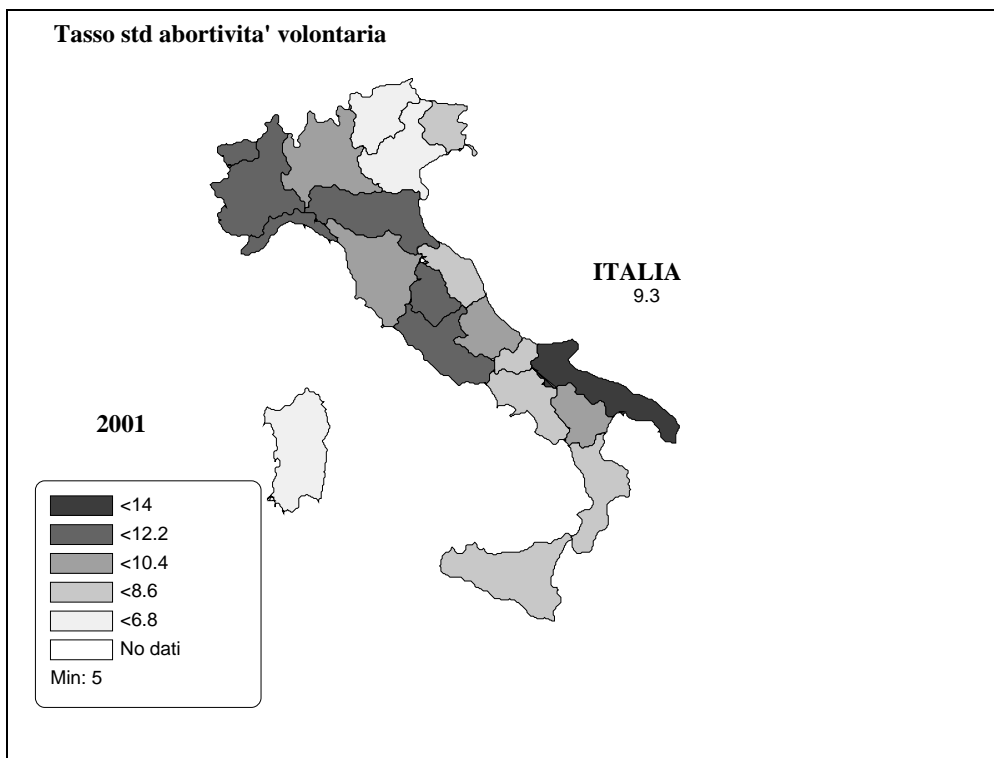 Tasso std abortivita' volontaria
ITALIA
9.3
2001
<14
<12.2
<10.4
<8.6
<6.8
No dati
Min: 5